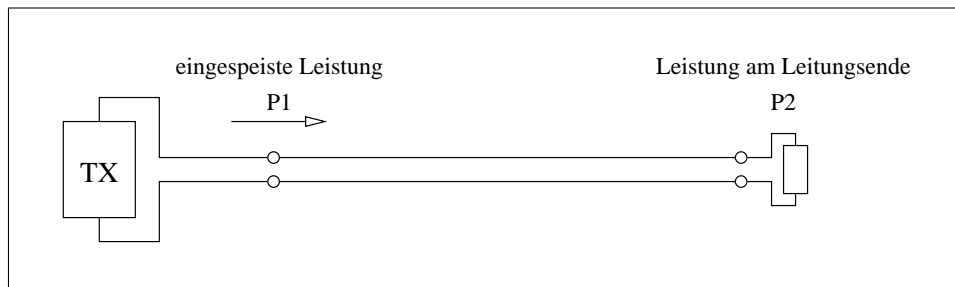 eingespeiste Leistung
P1
Leistung am Leitungsende
P2
TX